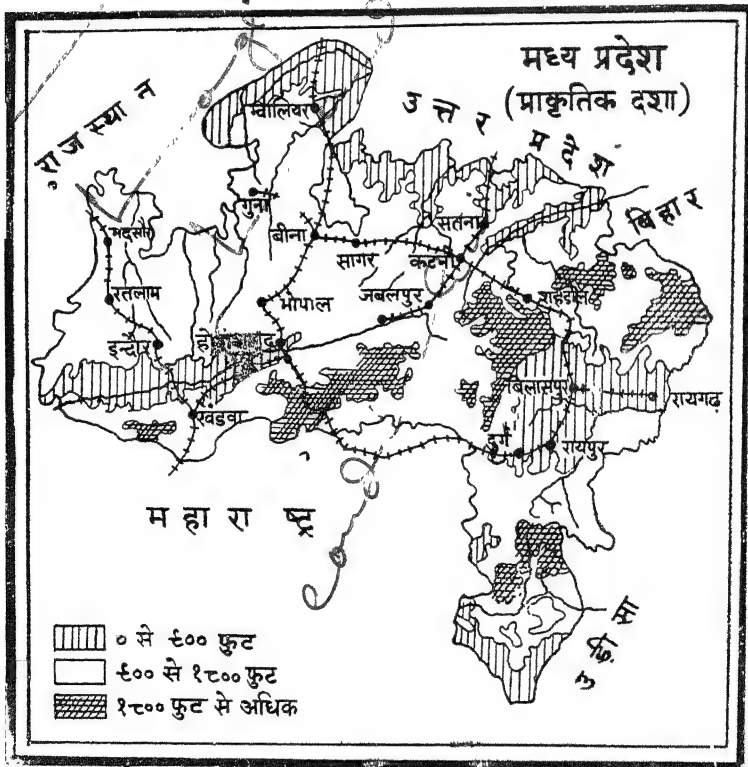 मध्य प्रदेश
(प्राकृतिक दशा)
राजस्थान
उत्तर प्रदेश
बिहार
ग्वालियर
गुना
मंदसौर
बीना
सागर
सतना
कटनी
रतलाम
भोपाल
जबलपुर
शहडोल
इन्दौर
होशंगाबाद
खंडवा
बिलासपुर
रायगढ़
दुर्ग
रायपुर
महाराष्ट्र
उड़ीसा
० से ६०० फुट
६०० से १८०० फुट
१८०० फुट से अधिक